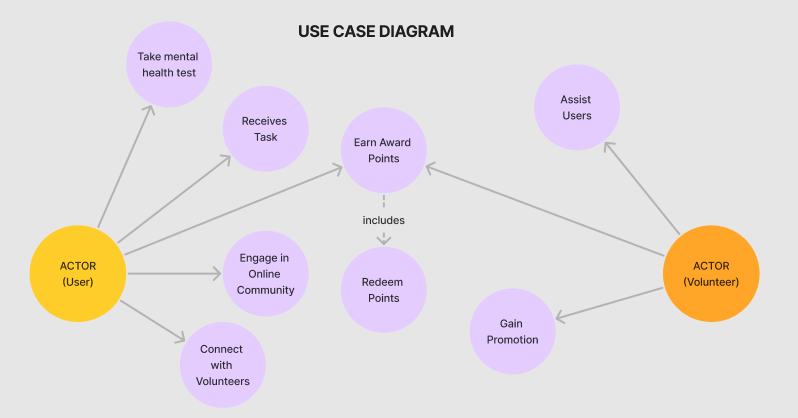 USE CASE DIAGRAM
Take mental
health test
Receives
Task
Earn Award
Points
Assist
Users
includes
ACTOR
(User)
Engage in
Online
Community
Redeem
Points
ACTOR
(Volunteer)
Gain
Promotion
Connect
with
Volunteers